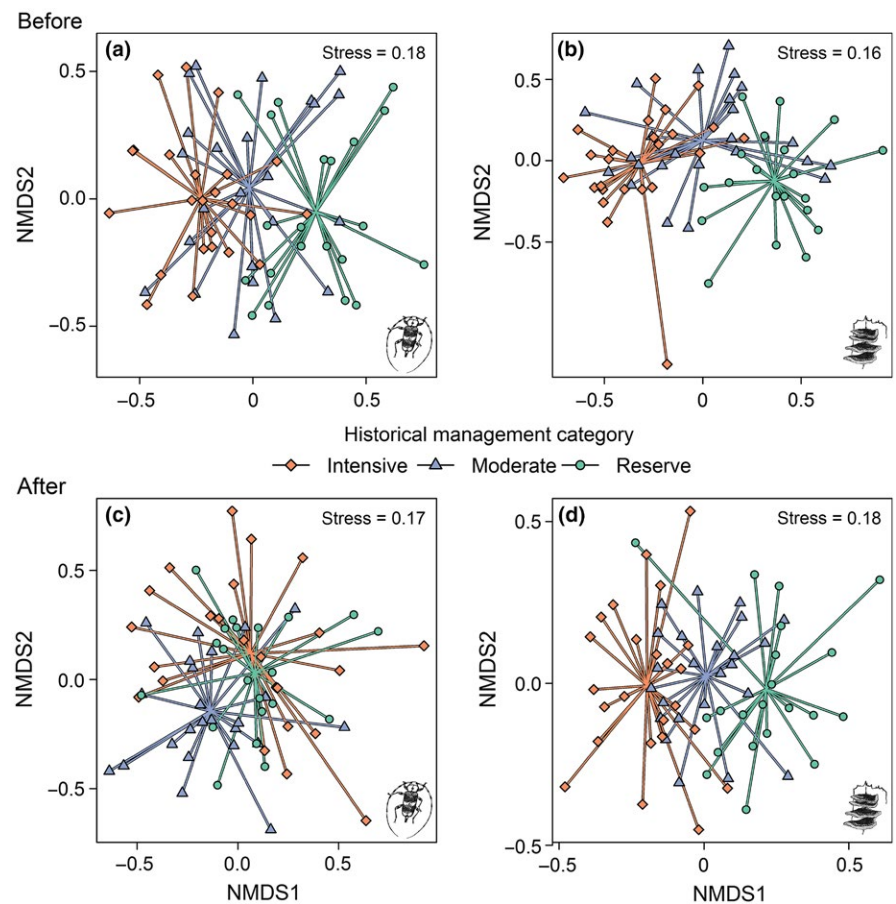 Before
(a) Stress = 0.18
0.5
0.0
−0.5
NMDS2
−0.5 0 0.5
(b) Stress = 0.16
0.5
0.0
−0.5
NMDS2
−0.5 0.0 0.5
Historical management category
Intensive Moderate Reserve
After
(c) Stress = 0.17
0.5
0.0
−0.5
NMDS2
−0.5 0.0 0.5
NMDS1
(d) Stress = 0.18
0.5
0.0
−0.5
NMDS2
−0.5 0 0.5
NMDS1